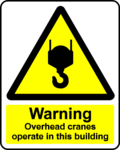 Warning
Overhead cranes
operate in this building